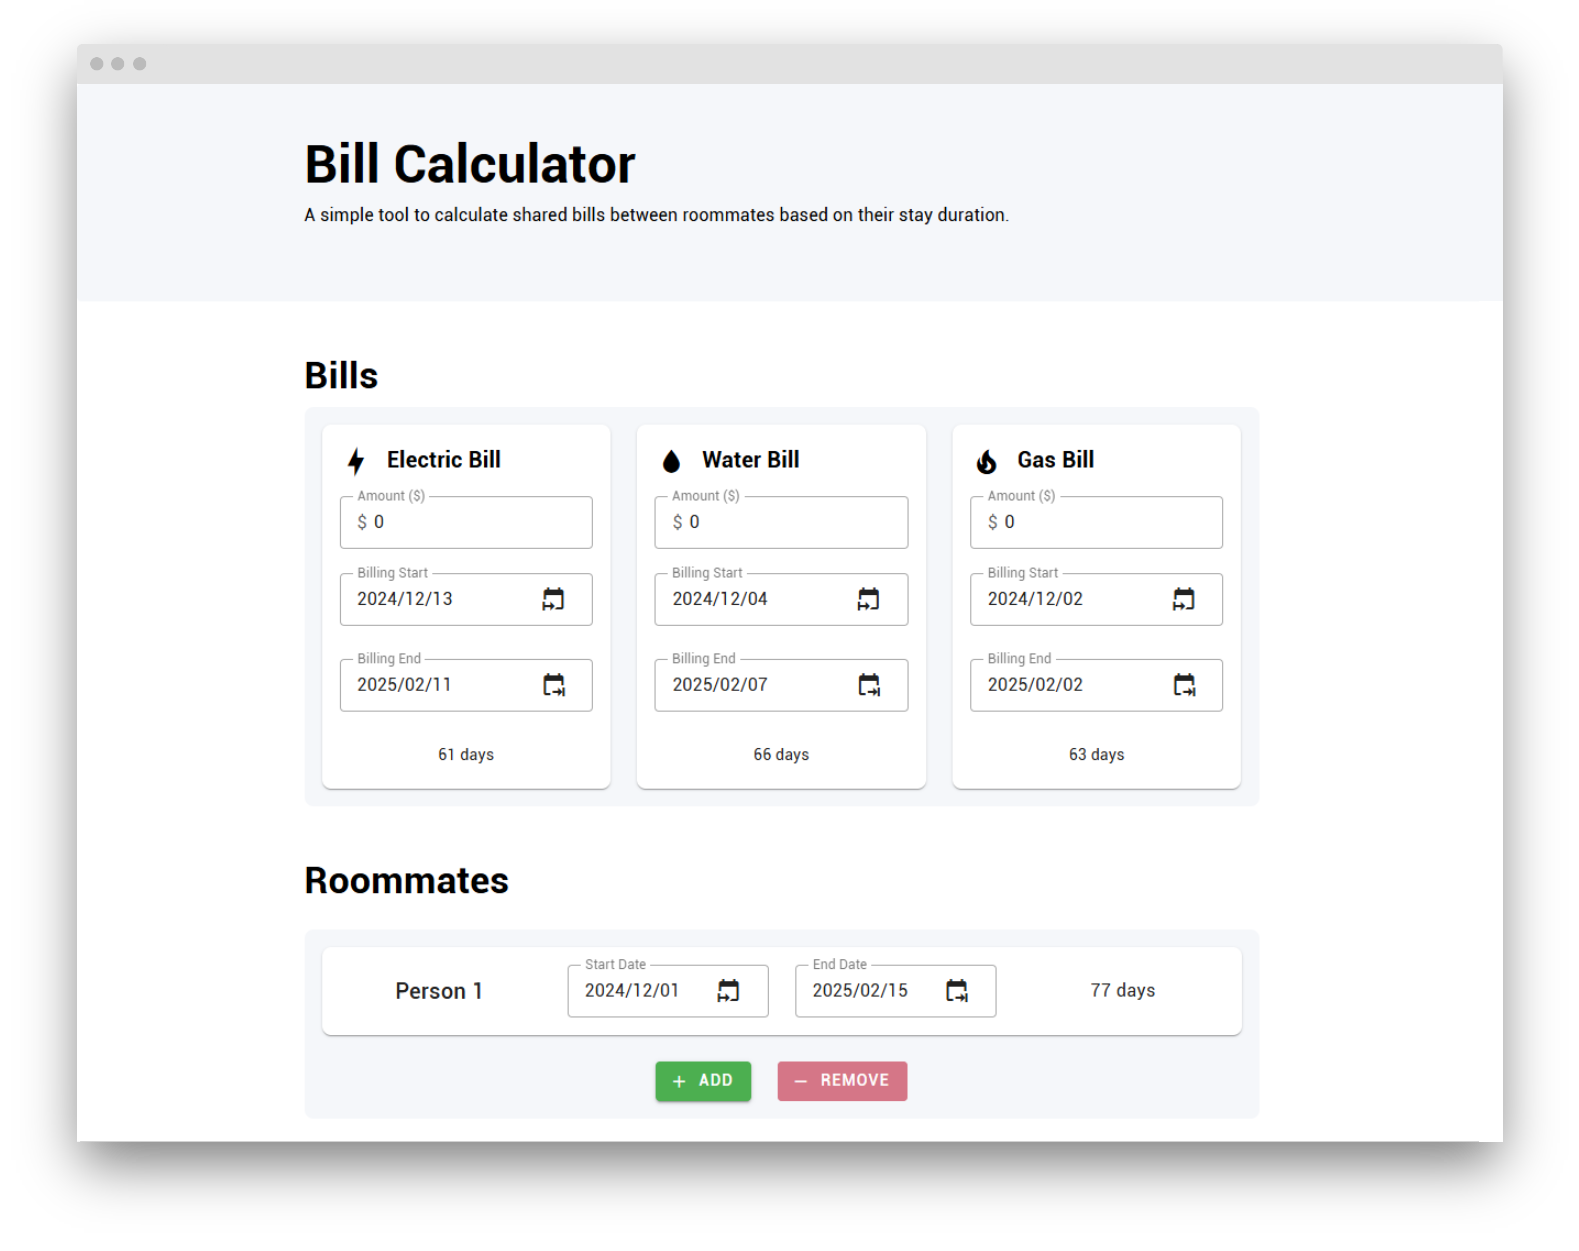 Bill Calculator
A simple tool to calculate shared bills between roommates based on their stay duration.
Bills
Electric Bill
Amount ($)
$ 0
Billing Start
2024/12/13
Billing End
2025/02/11
61 days
Water Bill
Amount ($)
$ 0
Billing Start
2024/12/04
Billing End
2025/02/07
66 days
Gas Bill
Amount ($)
$ 0
Billing Start
2024/12/02
Billing End
2025/02/02
63 days
Roommates
Person 1
Start Date
2024/12/01
End Date
2025/02/15
77 days
+ ADD
− REMOVE